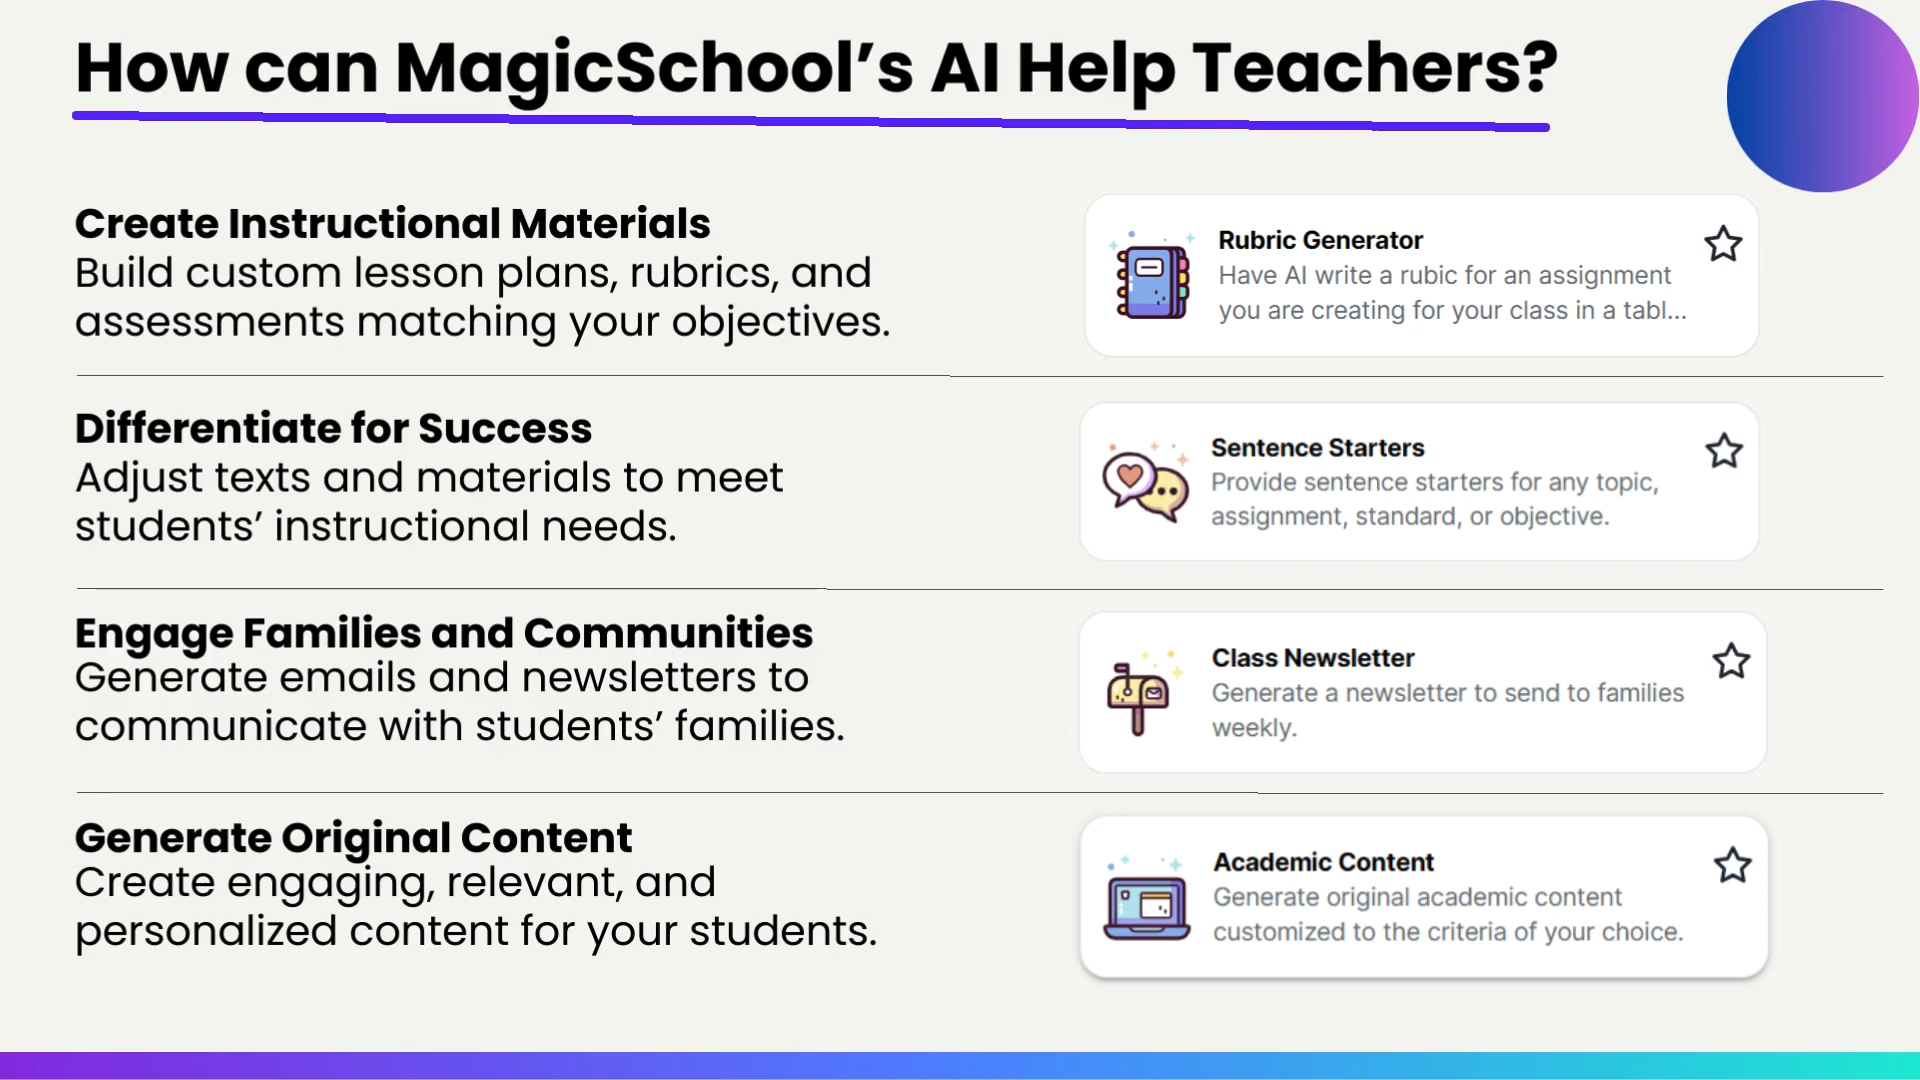 How can MagicSchool’s AI Help Teachers?
Create Instructional Materials
Build custom lesson plans, rubrics, and
assessments matching your objectives.
Rubric Generator
Have AI write a rubic for an assignment
you are creating for your class in a tabl...
Differentiate for Success
Adjust texts and materials to meet
students’ instructional needs.
Sentence Starters
Provide sentence starters for any topic,
assignment, standard, or objective.
Engage Families and Communities
Generate emails and newsletters to
communicate with students’ families.
Class Newsletter
Generate a newsletter to send to families
weekly.
Generate Original Content
Create engaging, relevant, and
personalized content for your students.
Academic Content
Generate original academic content
customized to the criteria of your choice.